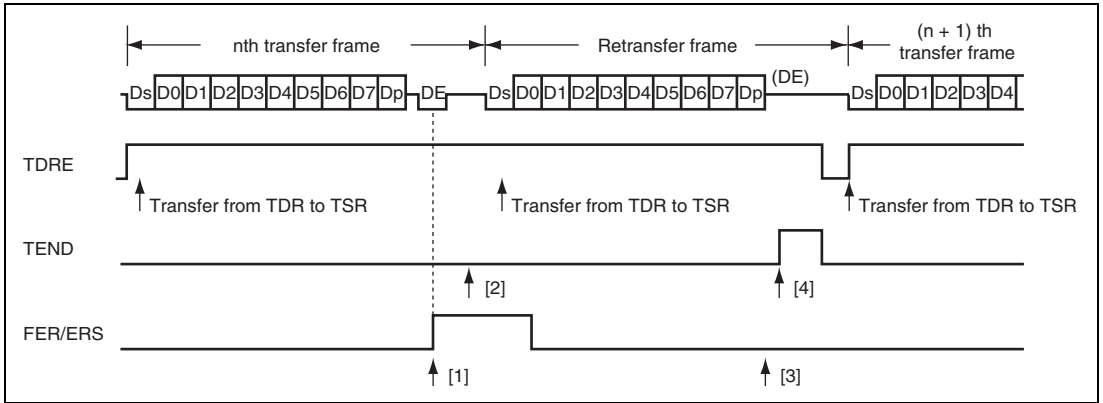 nth transfer frame Retransfer frame (n + 1) th
transfer frame
Ds D0 D1 D2 D3 D4 D5 D6 D7 Dp DE Ds D0 D1 D2 D3 D4 D5 D6 D7 Dp (DE) Ds D0 D1 D2 D3 D4
TDRE
Transfer from TDR to TSR Transfer from TDR to TSR Transfer from TDR to TSR
TEND
[2] [4]
FER/ERS
[1] [3]